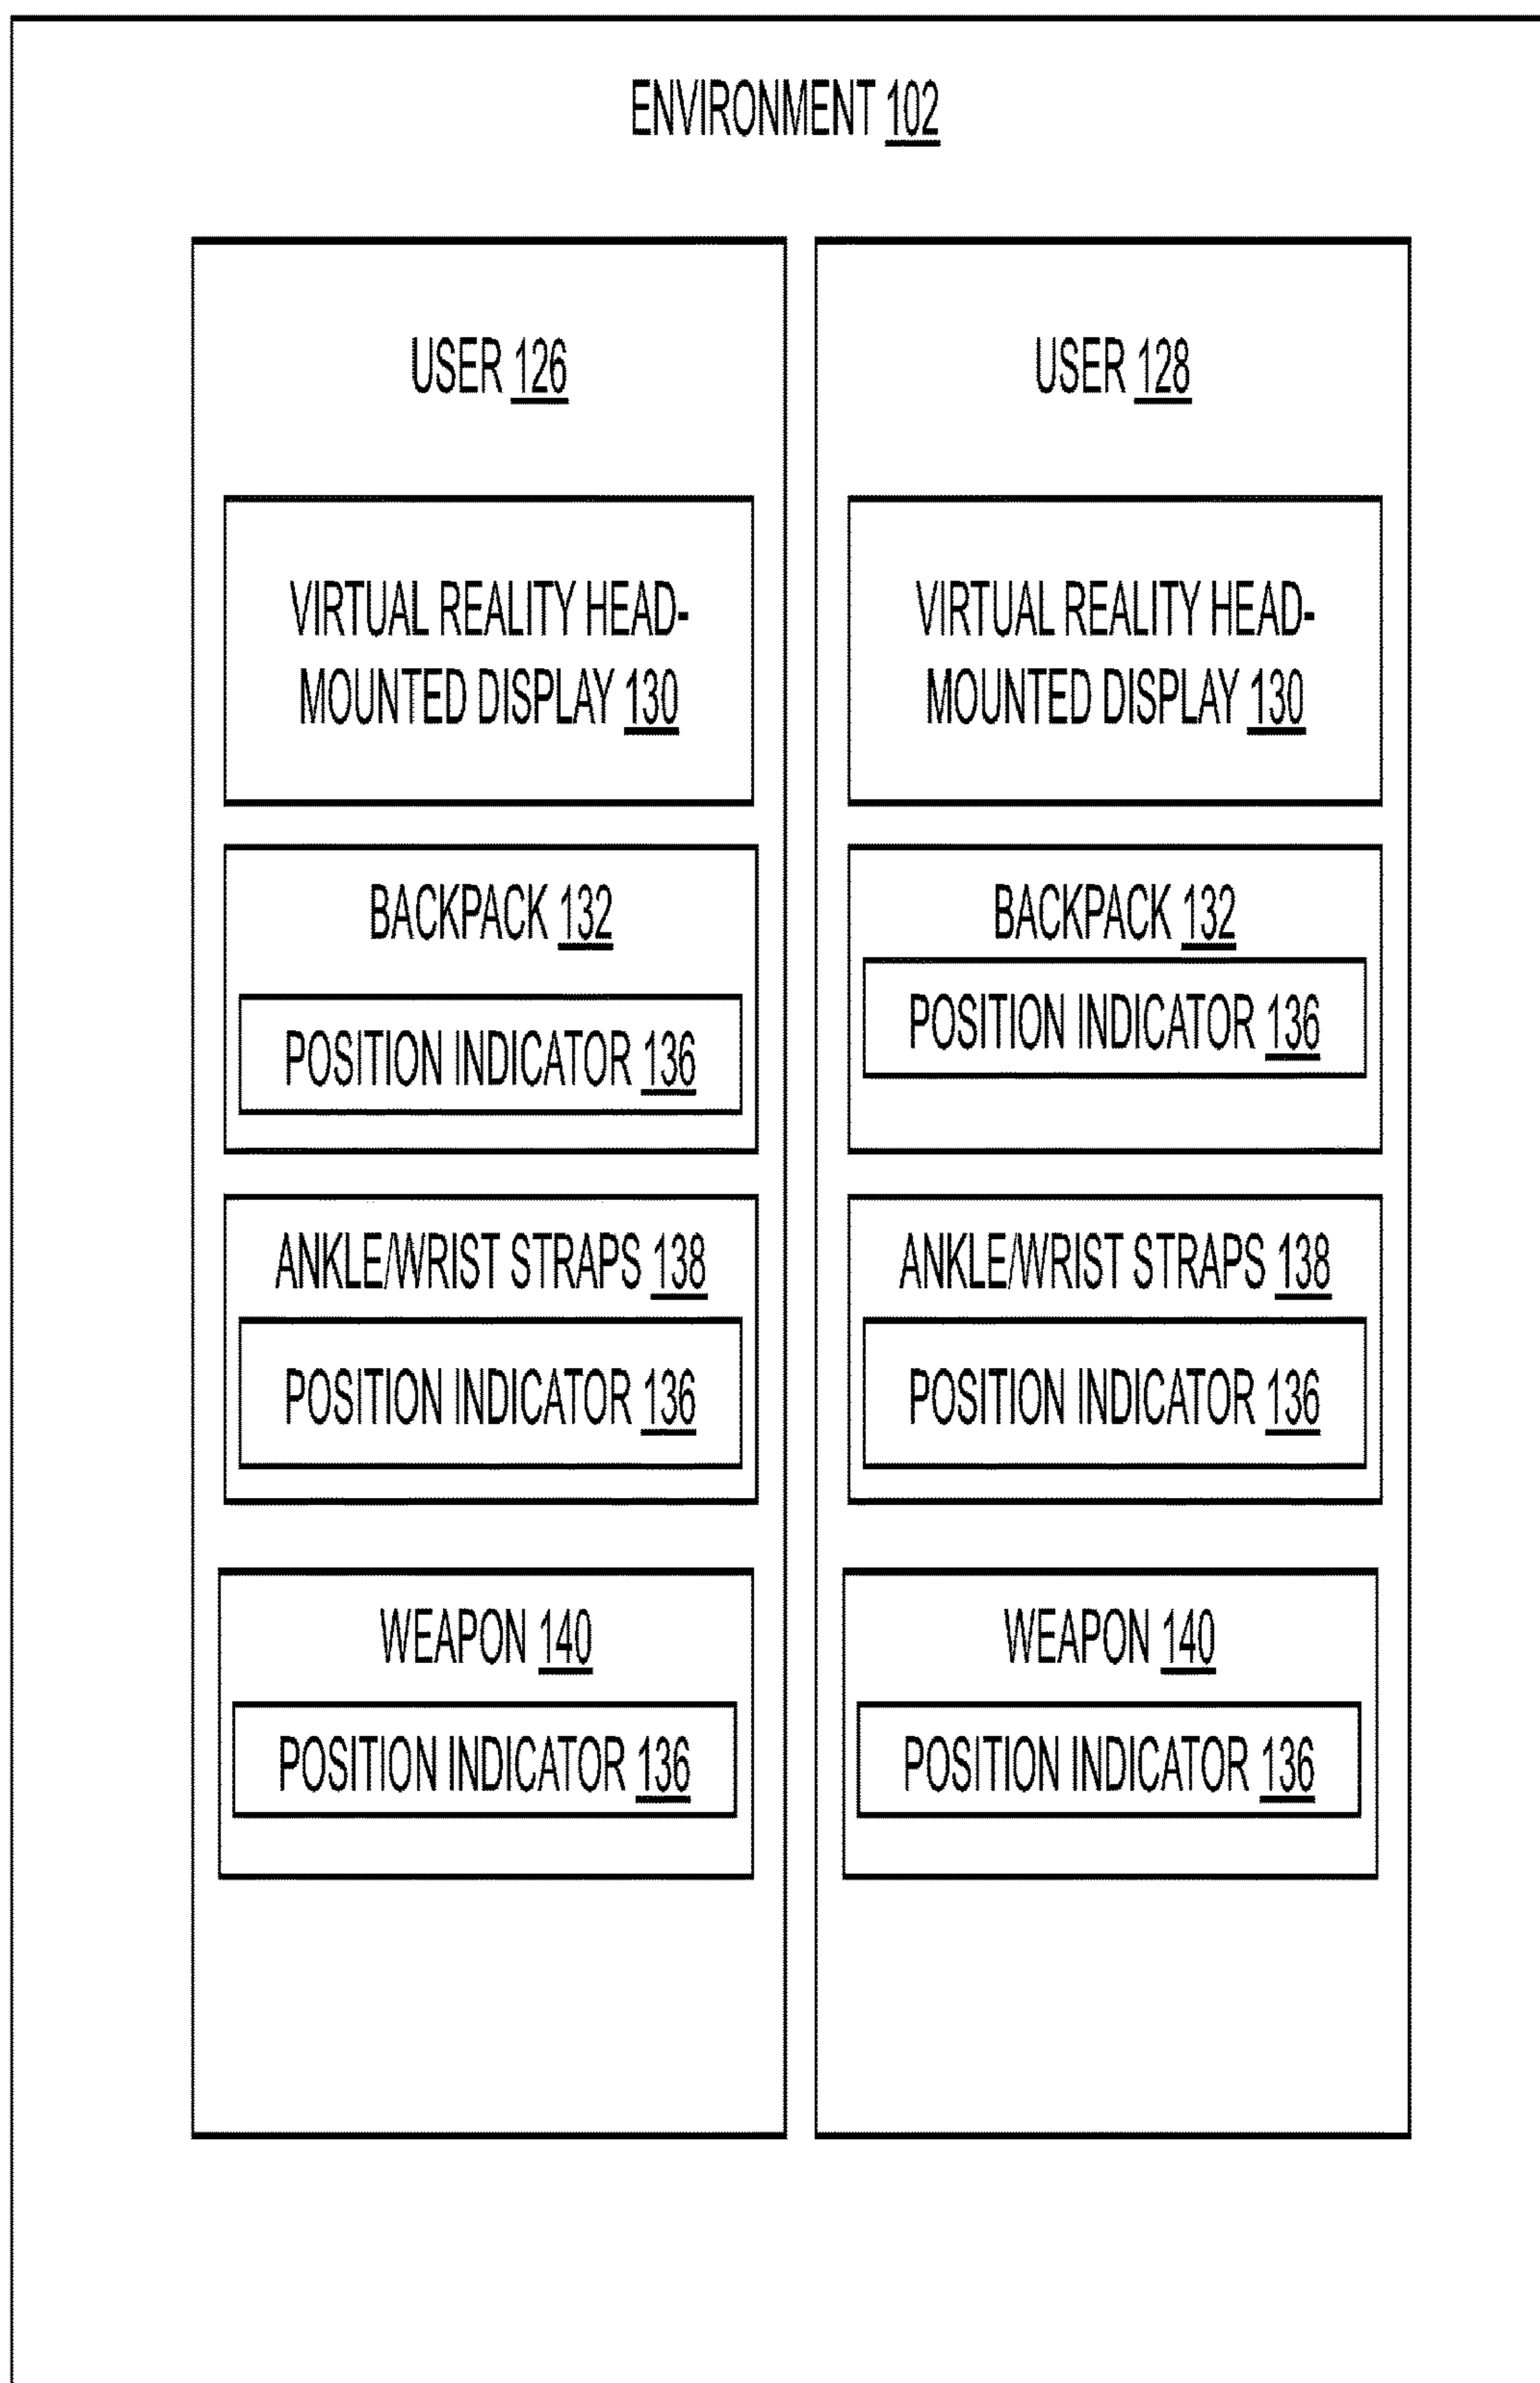 ENVIRONMENT 102
USER 126
VIRTUAL REALITY HEAD-
MOUNTED DISPLAY 130
BACKPACK 132
POSITION INDICATOR 136
ANKLE/WRIST STRAPS 138
POSITION INDICATOR 136
WEAPON 140
POSITION INDICATOR 136
USER 128
VIRTUAL REALITY HEAD-
MOUNTED DISPLAY 130
BACKPACK 132
POSITION INDICATOR 136
ANKLE/WRIST STRAPS 138
POSITION INDICATOR 136
WEAPON 140
POSITION INDICATOR 136